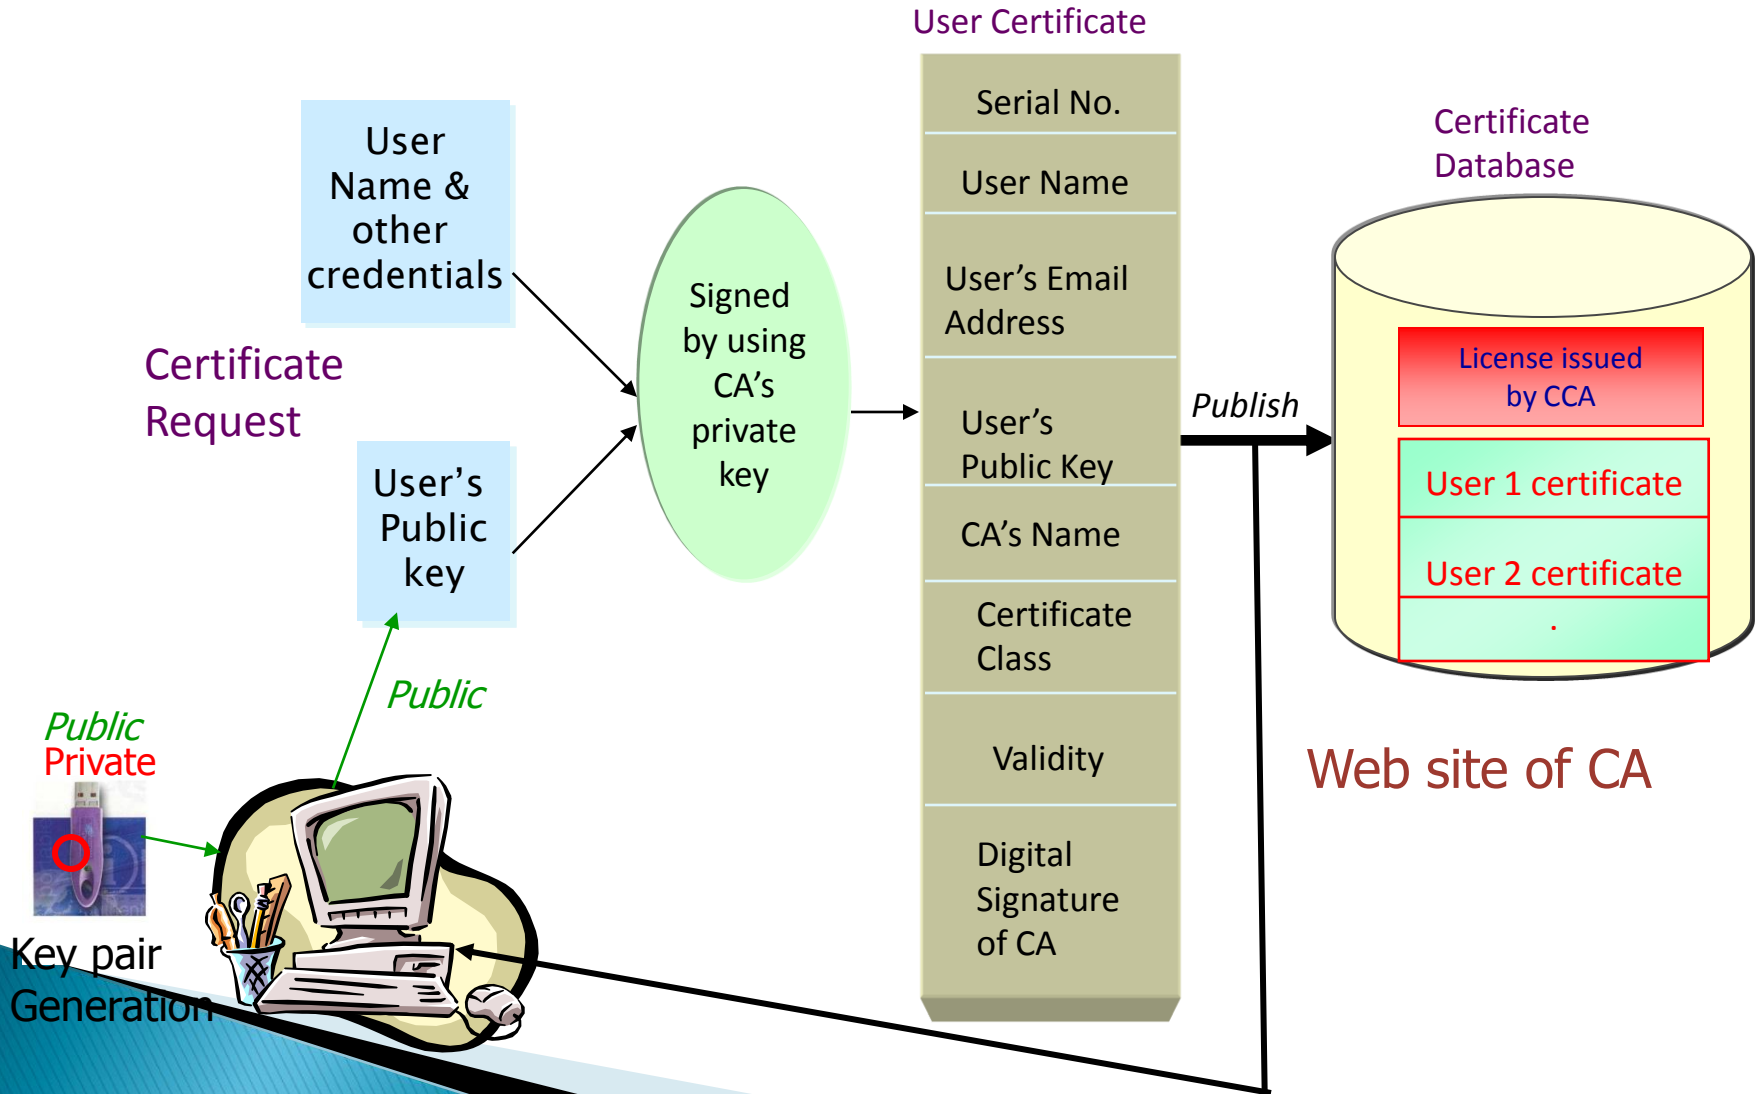 User Certificate
User
Name &
other
credentials
Certificate
Request
User's
Public
key
Public
Public
Private
Key pair
Generation
Signed
by using
CA's
private
key
Serial No.
User Name
User's Email
Address
User's
Public Key
CA's Name
Certificate
Class
Validity
Digital
Signature
of CA
Publish
Certificate
Database
License issued
by CCA
User 1 certificate
User 2 certificate
.
Web site of CA